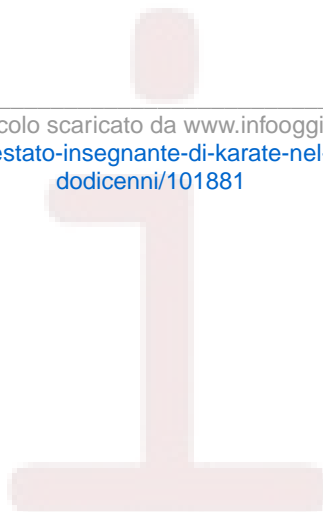 colo scaricato da www.infooggi
estato-insegnante-di-karate-nel
dodicenni/101881